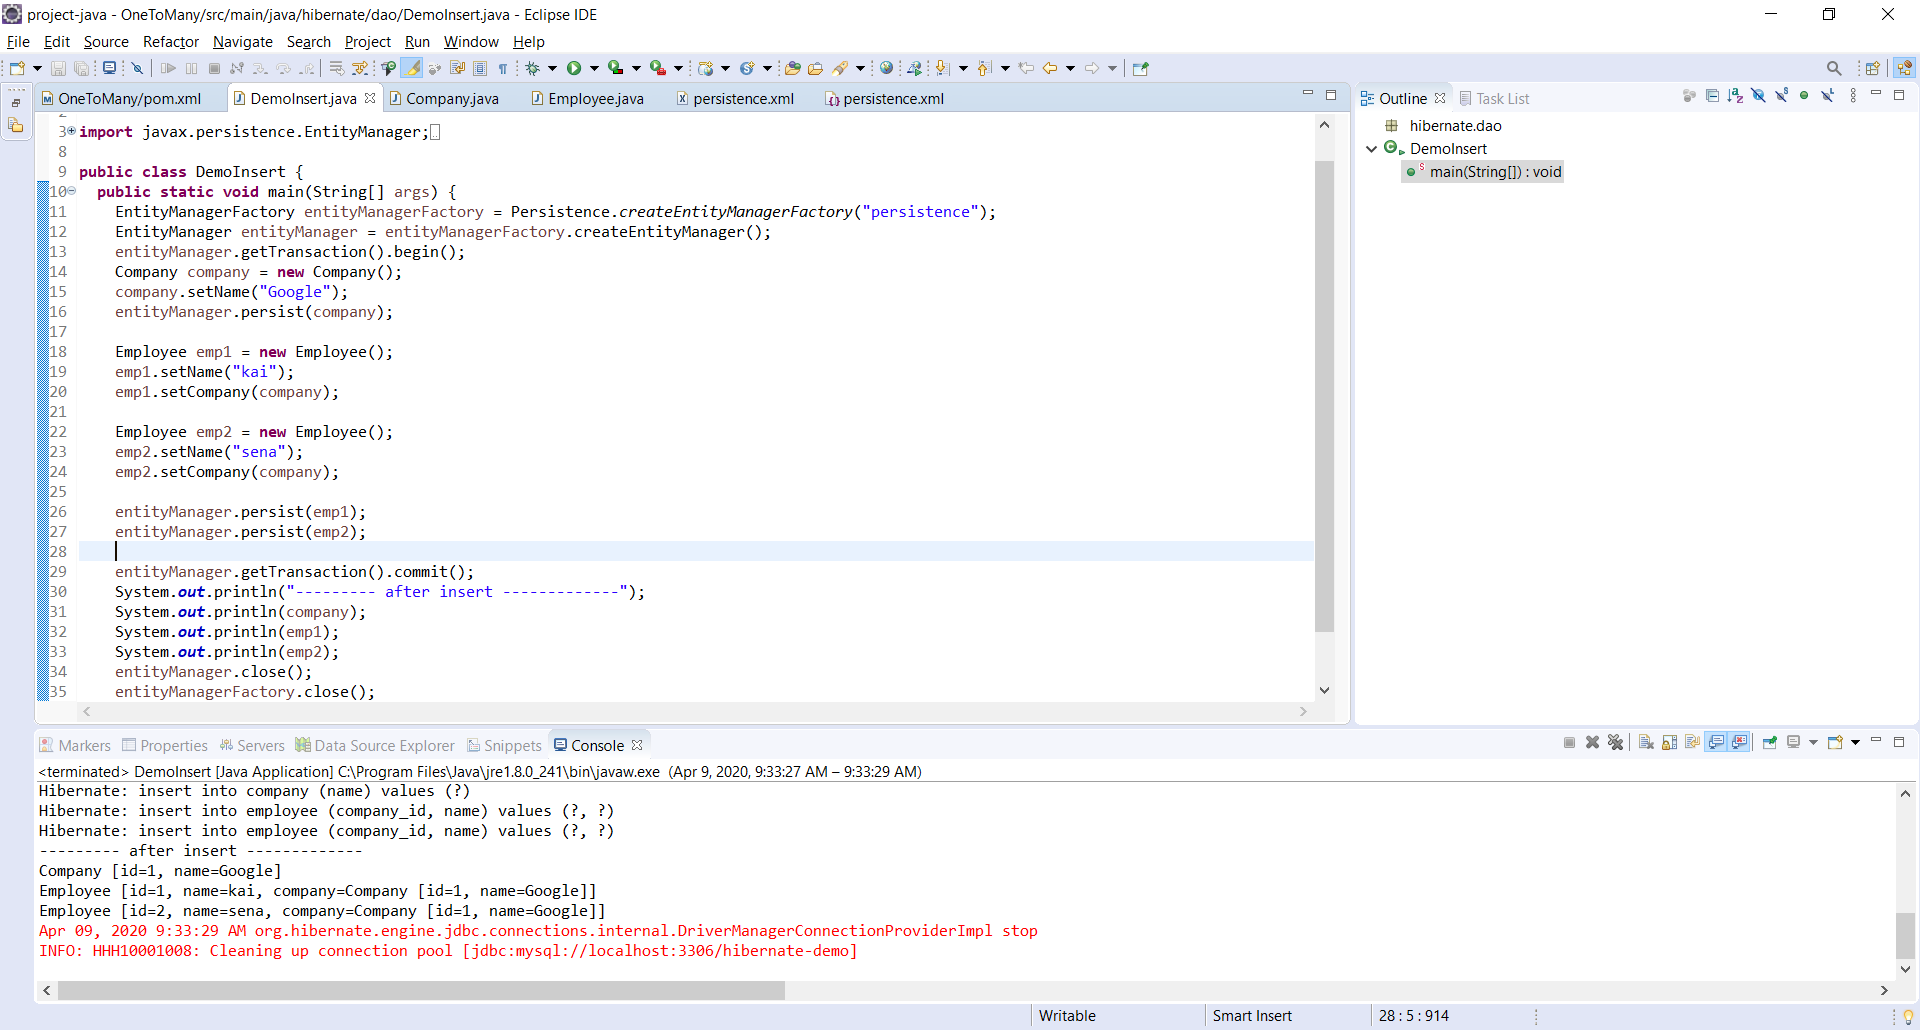 project-java - OneToMany/src/main/java/hibernate/dao/DemoInsert.java - Eclipse IDE
File Edit Source Refactor Navigate Search Project Run Window Help
OneToMany/pom.xml DemoInsert.java Company.java Employee.java persistence.xml persistence.xml
3 import javax.persistence.EntityManager;
8
9 public class DemoInsert {
10 public static void main(String[] args) {
11 EntityManagerFactory entityManagerFactory = Persistence.createEntityManagerFactory("persistence");
12 EntityManager entityManager = entityManagerFactory.createEntityManager();
13 entityManager.getTransaction().begin();
14 Company company = new Company();
15 company.setName("Google");
16 entityManager.persist(company);
17
18 Employee emp1 = new Employee();
19 emp1.setName("kai");
20 emp1.setCompany(company);
21
22 Employee emp2 = new Employee();
23 emp2.setName("sena");
24 emp2.setCompany(company);
25
26 entityManager.persist(emp1);
27 entityManager.persist(emp2);
28
29 entityManager.getTransaction().commit();
30 System.out.println("--------- after insert -------------");
31 System.out.println(company);
32 System.out.println(emp1);
33 System.out.println(emp2);
34 entityManager.close();
35 entityManagerFactory.close();
Outline Task List
hibernate.dao
DemoInsert
main(String[]) : void
Markers Properties Servers Data Source Explorer Snippets Console
<terminated> DemoInsert [Java Application] C:\Program Files\Java\jre1.8.0_241\bin\javaw.exe (Apr 9, 2020, 9:33:27 AM – 9:33:29 AM)
Hibernate: insert into company (name) values (?)
Hibernate: insert into employee (company_id, name) values (?, ?)
Hibernate: insert into employee (company_id, name) values (?, ?)
--------- after insert -------------
Company [id=1, name=Google]
Employee [id=1, name=kai, company=Company [id=1, name=Google]]
Employee [id=2, name=sena, company=Company [id=1, name=Google]]
Apr 09, 2020 9:33:29 AM org.hibernate.engine.jdbc.connections.internal.DriverManagerConnectionProviderImpl stop
INFO: HHH10001008: Cleaning up connection pool [jdbc:mysql://localhost:3306/hibernate-demo]
Writable Smart Insert 28 : 5 : 914